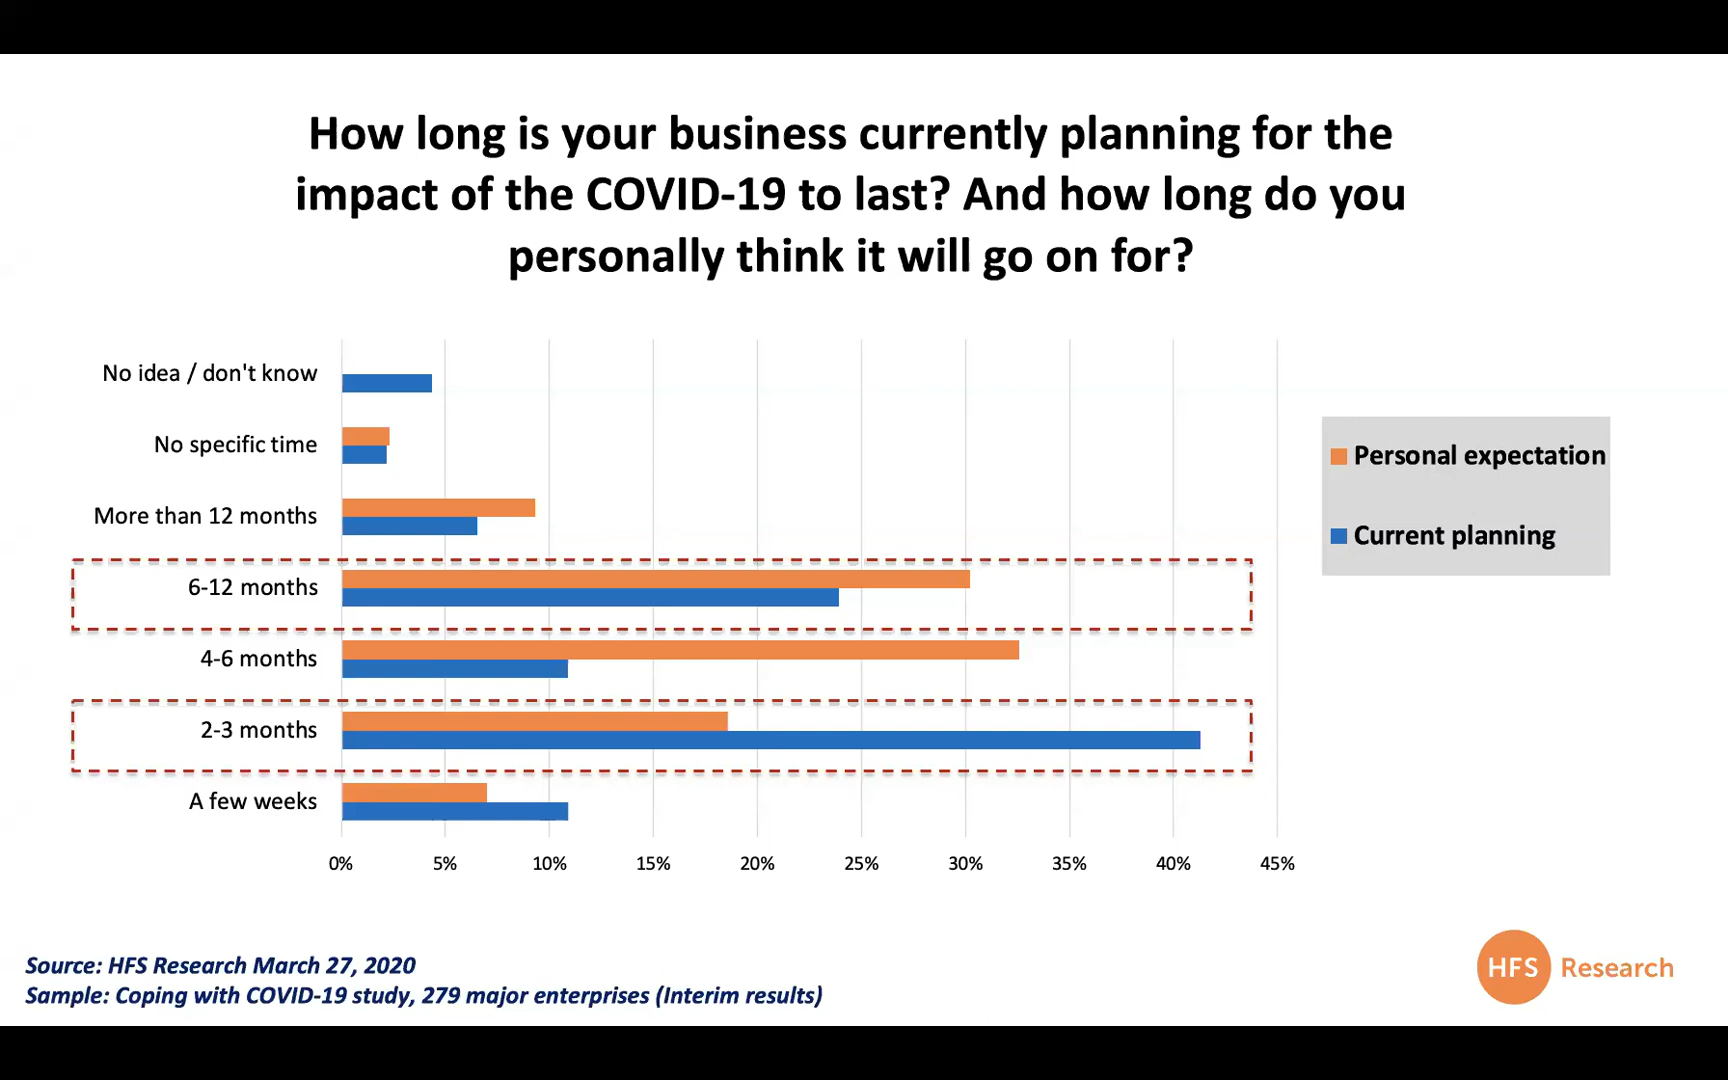 How long is your business currently planning for the
impact of the COVID-19 to last? And how long do you
personally think it will go on for?
No idea / don't know
No specific time
More than 12 months
6-12 months
4-6 months
2-3 months
A few weeks
0% 5% 10% 15% 20% 25% 30% 35% 40% 45%
Personal expectation
Current planning
Source: HFS Research March 27, 2020
Sample: Coping with COVID-19 study, 279 major enterprises (Interim results)
HFS Research